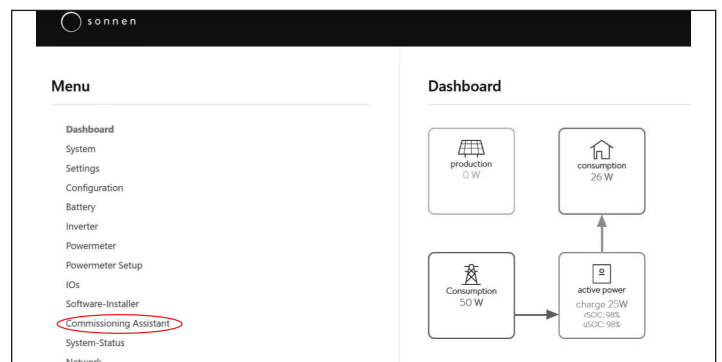 sonnen
Menu
Dashboard
System
Settings
Configuration
Battery
Inverter
Powermeter
Powermeter Setup
IOs
Software-Installer
Commissioning Assistant
System-Status
Network
Dashboard
production
0 W
consumption
26 W
Consumption
50 W
active power
charge 25W
rSOC: 98%
uSOC: 98%